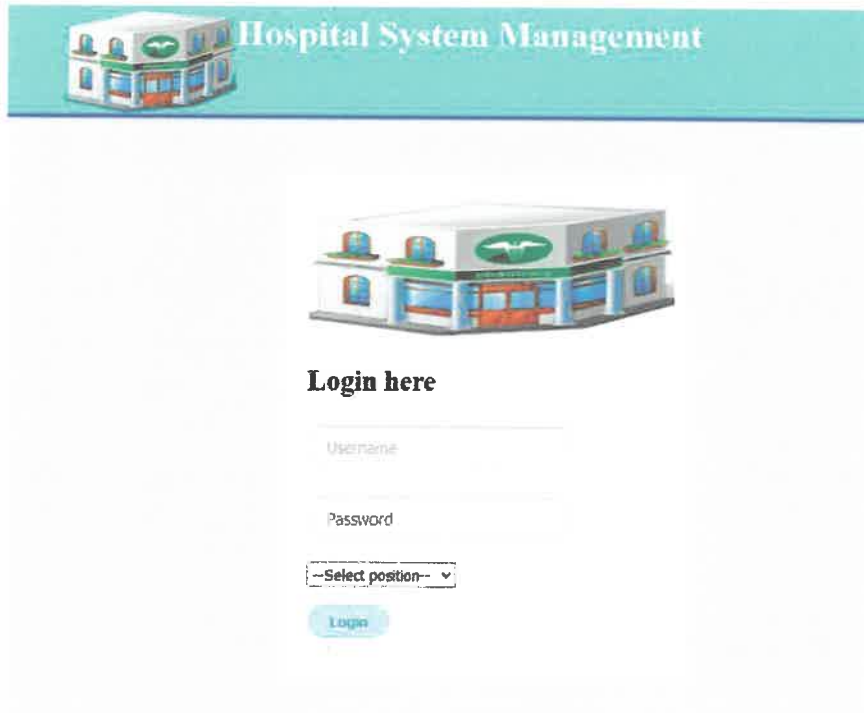 Hospital System Management
Login here
Username
Password
--Select position--
Login